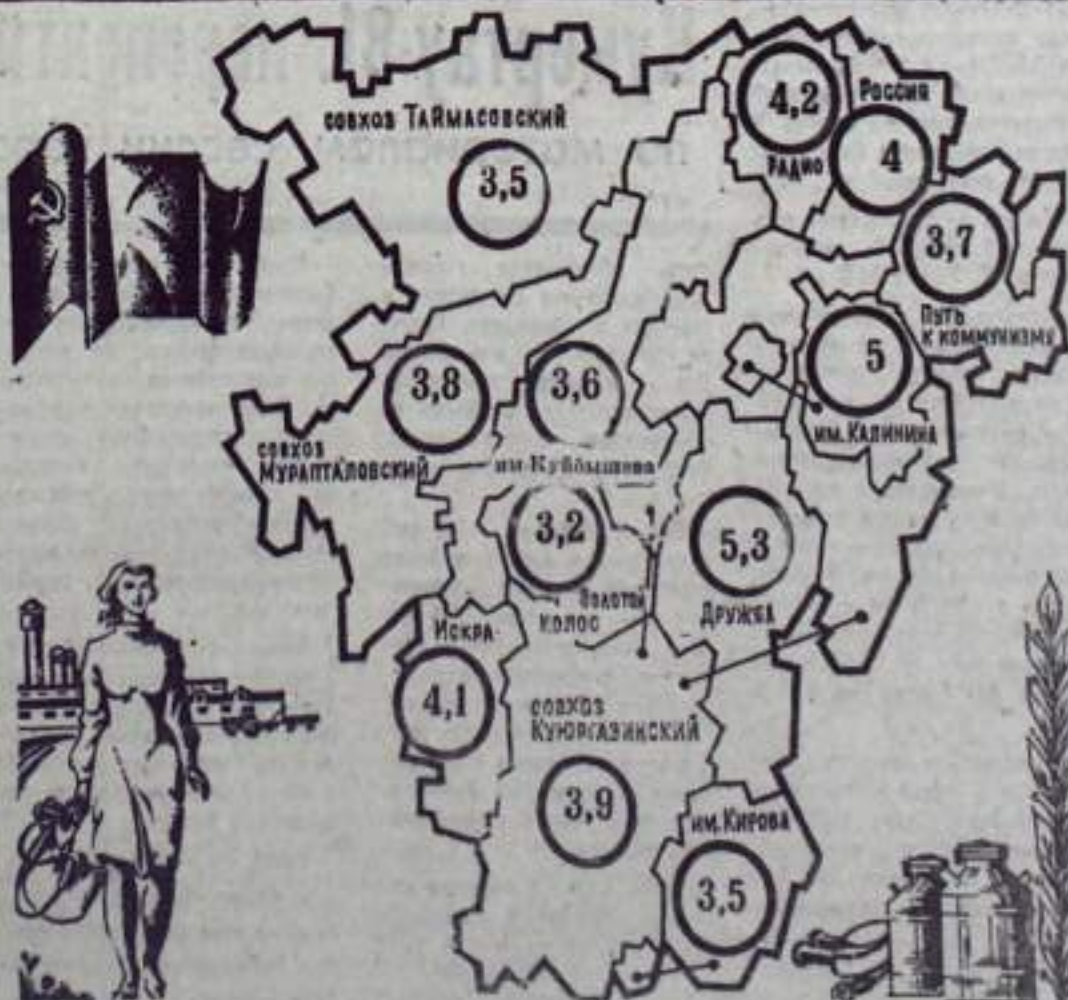 совхоз Таймасовский
3,5
4,2
Радио
Россия
4
3,7
Путь
к коммунизму
5
им. Калинина
3,8
совхоз
Мурапталовский
3,6
им. Куйбышева
3,2
Золотой
колос
5,3
Дружба
Искра
4,1
совхоз
Куюргазинский
3,9
им. Кирова
3,5